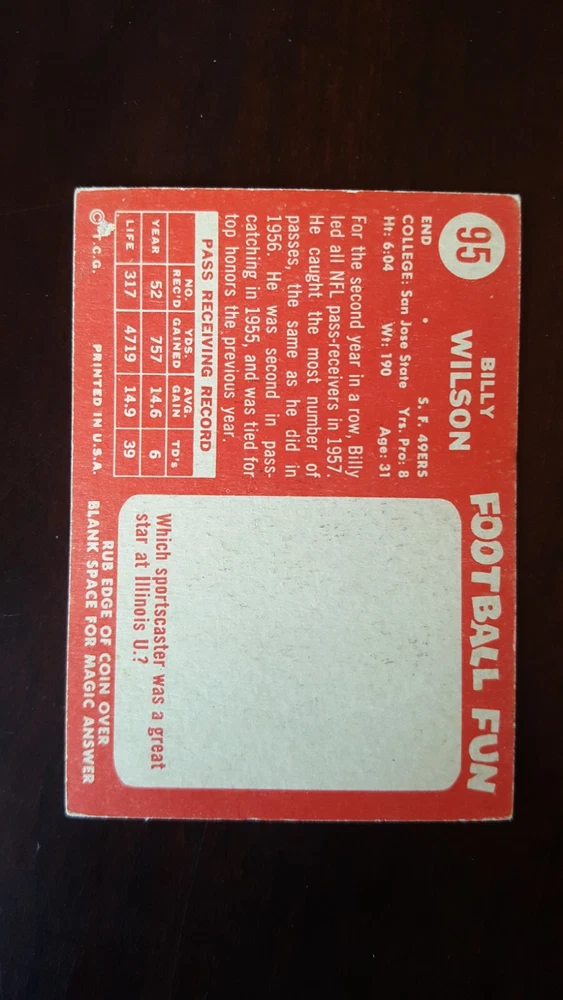 95
BILLY
WILSON
END • S. F. 49ERS
COLLEGE: San Jose State Yrs. Pro: 8
Ht: 6:04 Wt: 190 Age: 31
For the second year in a row, Billy
led all NFL pass-receivers in 1957.
He caught the most number of
passes, the same as he did in
1956. He was second in pass-
catching in 1955, and was tied for
top honors the previous year.
PASS RECEIVING RECORD
NO. YDS. AVG.
REC'D GAINED GAIN TD's
YEAR 52 757 14.6 6
LIFE 317 4719 14.9 39
© T.C.G. PRINTED IN U.S.A.
FOOTBALL FUN
Which sportscaster was a great
star at Illinois U.?
RUB EDGE OF COIN OVER
BLANK SPACE FOR MAGIC ANSWER